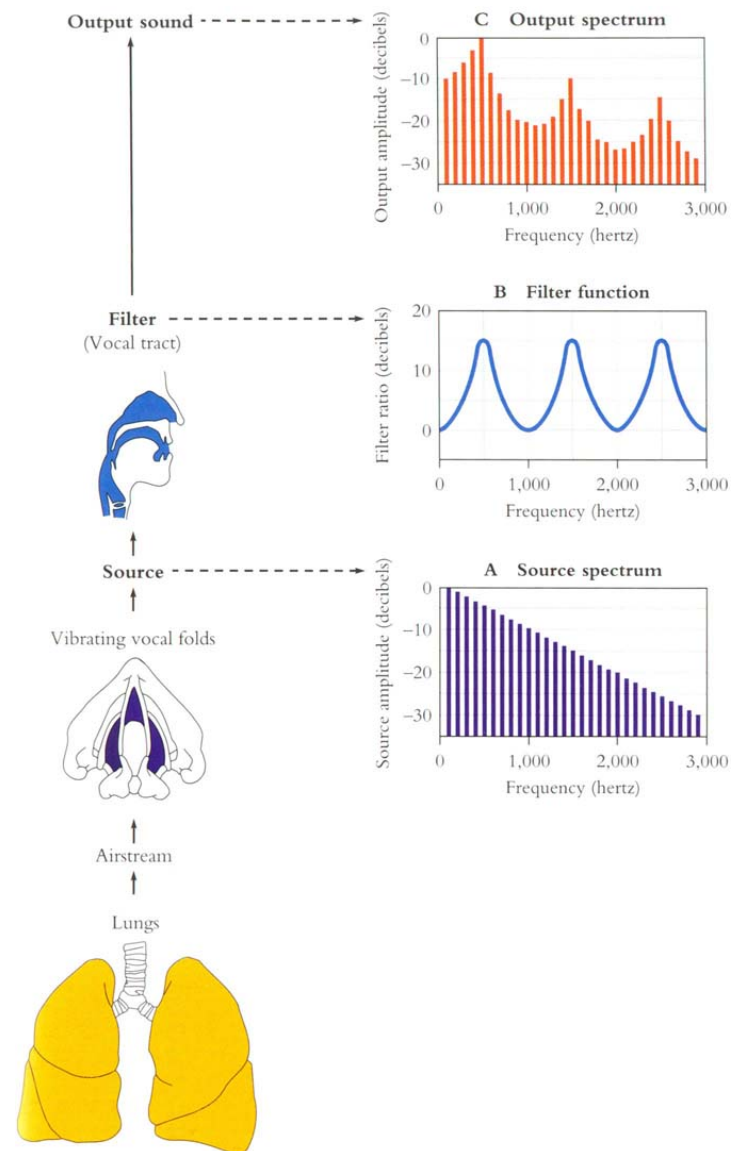 Output sound
C Output spectrum
Output amplitude (decibels)
0
−10
−20
−30
0 1,000 2,000 3,000
Frequency (hertz)
Filter
(Vocal tract)
B Filter function
Filter ratio (decibels)
20
10
0
0 1,000 2,000 3,000
Frequency (hertz)
Source
A Source spectrum
Source amplitude (decibels)
0
−10
−20
−30
0 1,000 2,000 3,000
Frequency (hertz)
Vibrating vocal folds
Airstream
Lungs